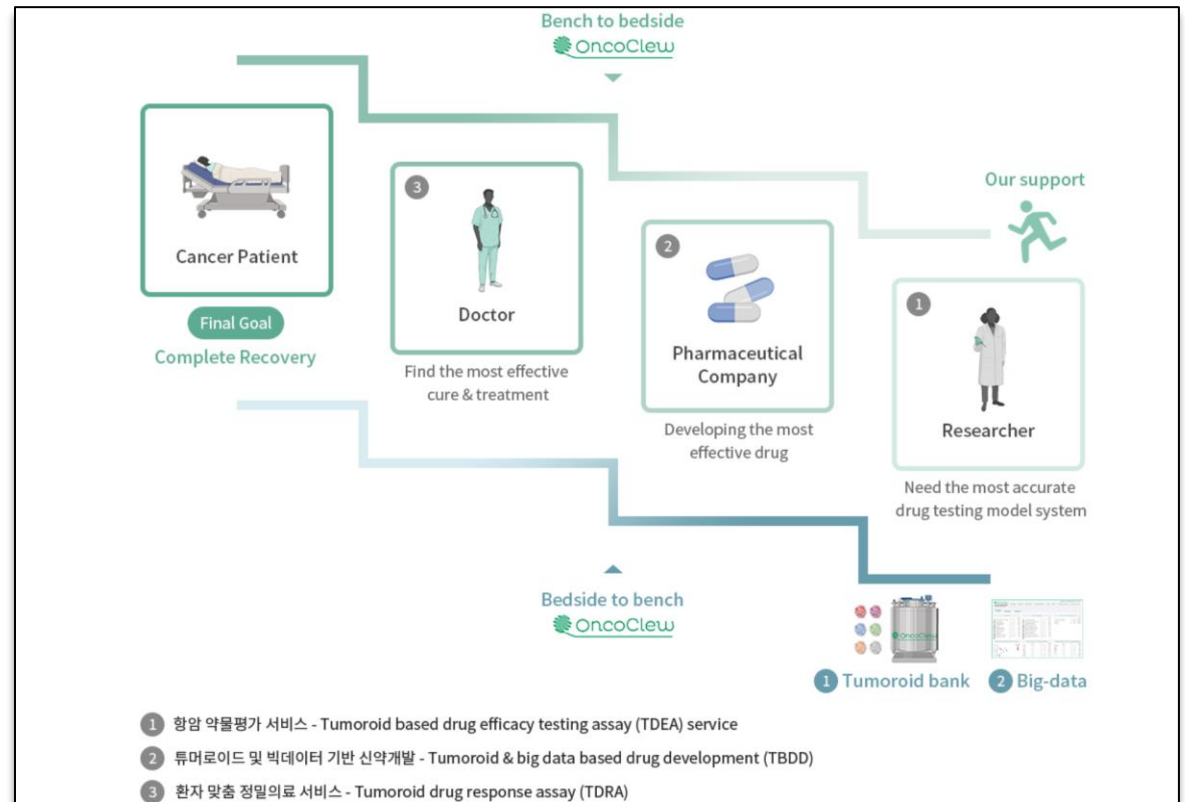 Bench to bedside
OncoClew
Our support
Cancer Patient
Final Goal
Complete Recovery
3
Doctor
Find the most effective
cure & treatment
2
Pharmaceutical
Company
Developing the most
effective drug
1
Researcher
Need the most accurate
drug testing model system
Bedside to bench
OncoClew
OncoClew
1 Tumoroid bank
2 Big-data
1 항암 약물평가 서비스 - Tumoroid based drug efficacy testing assay (TDEA) service
2 튜머로이드 및 빅데이터 기반 신약개발 - Tumoroid & big data based drug development (TBDD)
3 환자 맞춤 정밀의료 서비스 - Tumoroid drug response assay (TDRA)